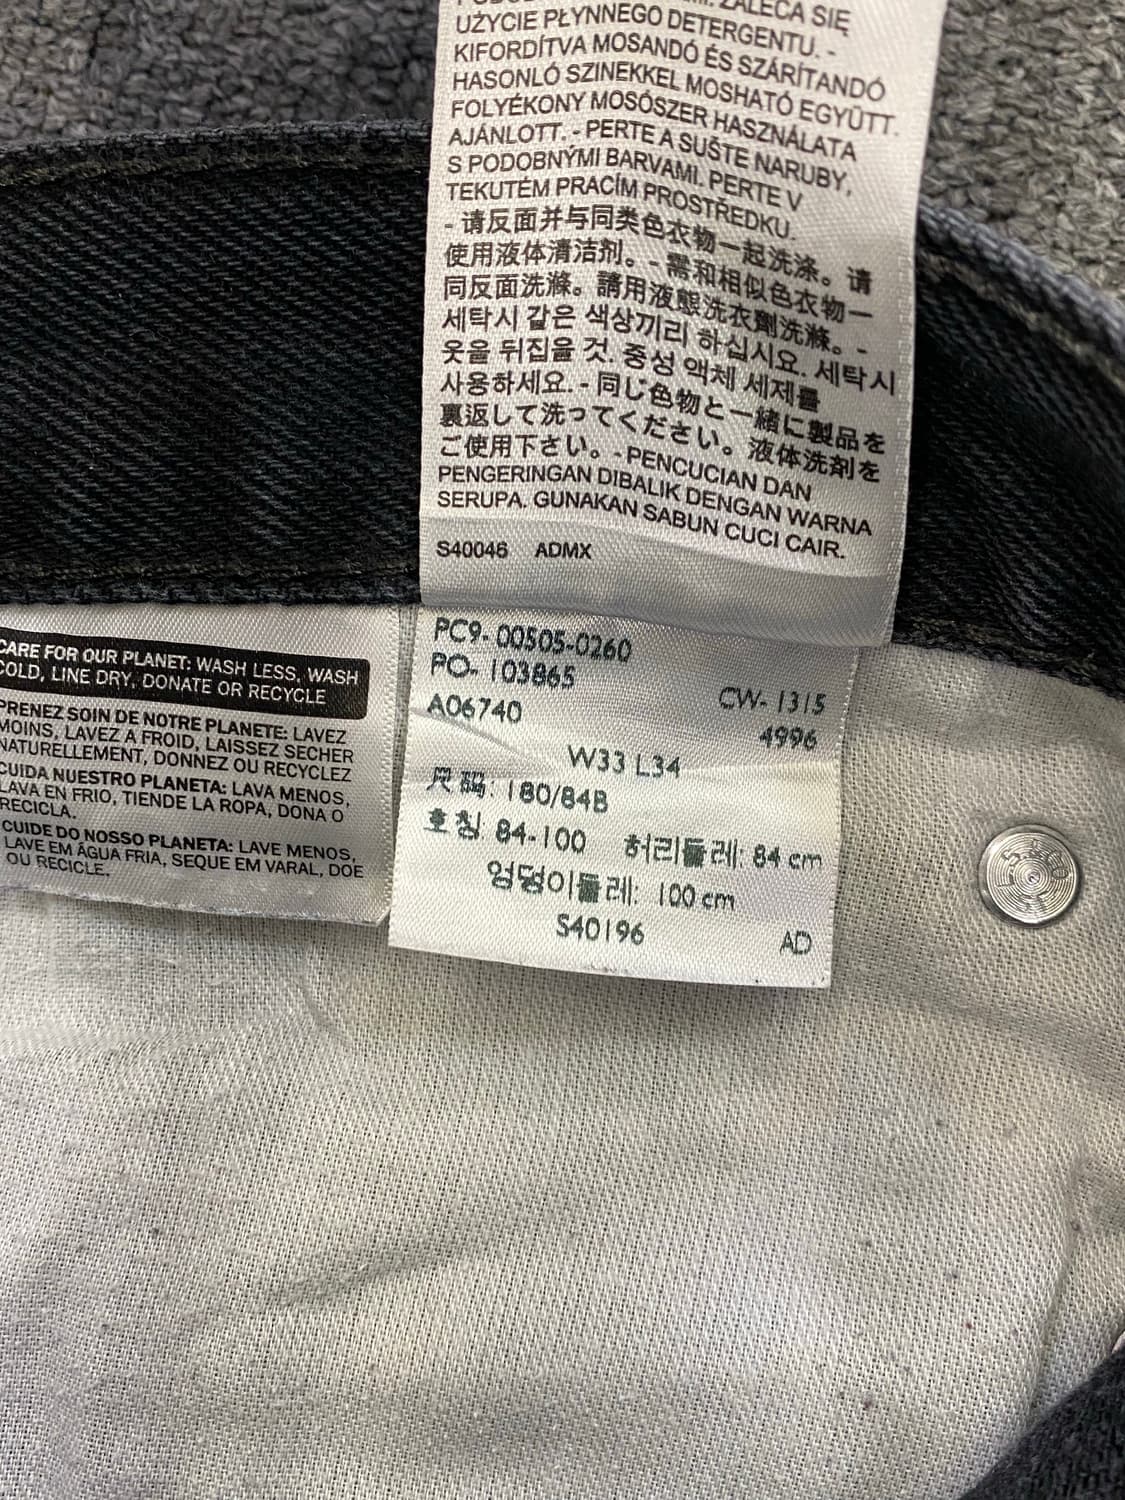 ZALECA SIĘ
UŻYCIE PŁYNNEGO DETERGENTU. -
KIFORDÍTVA MOSANDÓ ÉS SZÁRÍTANDÓ
HASONLÓ SZINEKKEL MOSHATÓ EGYÜTT.
FOLYÉKONY MOSÓSZER HASZNÁLATA
AJÁNLOTT. - PERTE A SUŠTE NARUBY,
S PODOBNÝMI BARVAMI. PERTE V
TEKUTÉM PRACÍM PROSTŘEDKU.
- 请反面并与同类色衣物一起洗涤。请
使用液体清洁剂。- 需和相似色衣物一
同反面洗滌。請用液態洗衣劑洗滌。-
세탁시 같은 색상끼리 하십시요. 세탁시
옷을 뒤집을 것. 중성 액체 세제를
사용하세요. - 同じ色物と一緒に製品を
裏返して洗ってください。液体洗剤を
ご使用下さい。- PENCUCIAN DAN
PENGERINGAN DIBALIK DENGAN WARNA
SERUPA. GUNAKAN SABUN CUCI CAIR.
S40046 ADMX
CARE FOR OUR PLANET: WASH LESS, WASH
COLD, LINE DRY, DONATE OR RECYCLE
PRENEZ SOIN DE NOTRE PLANETE: LAVEZ
MOINS, LAVEZ A FROID, LAISSEZ SECHER
NATURELLEMENT, DONNEZ OU RECYCLEZ
CUIDA NUESTRO PLANETA: LAVA MENOS,
LAVA EN FRIO, TIENDE LA ROPA, DONA O
RECICLA.
CUIDE DO NOSSO PLANETA: LAVE MENOS,
LAVE EM ÁGUA FRIA, SEQUE EM VARAL, DOE
OU RECICLE.
PC9- 00505-0260
PO- 103865
CW- 1315
A06740
4996
W33 L34
尺码: 180/84B
호칭 84-100 허리둘레: 84 cm
엉덩이둘레: 100 cm
S40196 AD